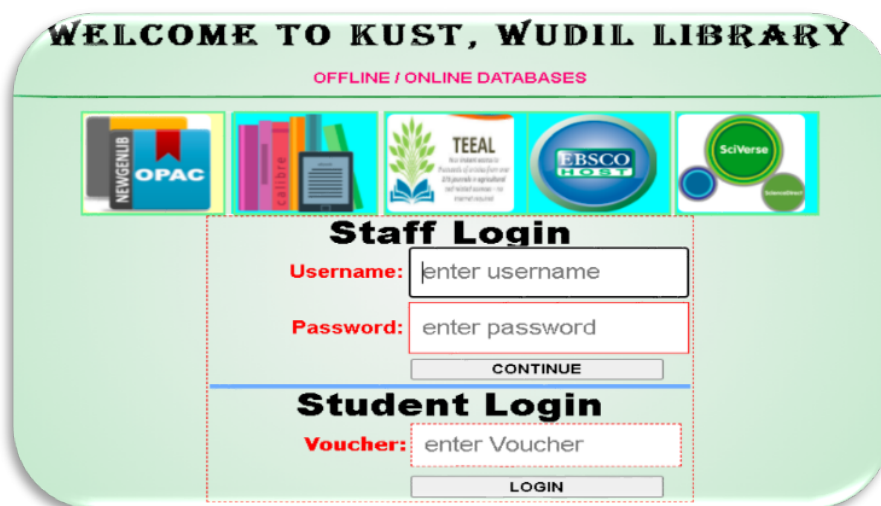 WELCOME TO KUST, WUDIL LIBRARY
OFFLINE / ONLINE DATABASES
NEWGENLIB
OPAC
calibre
TEEAL
EBSCO
HOST
SciVerse
ScienceDirect
Staff Login
Username: enter username
Password: enter password
CONTINUE
Student Login
Voucher: enter Voucher
LOGIN